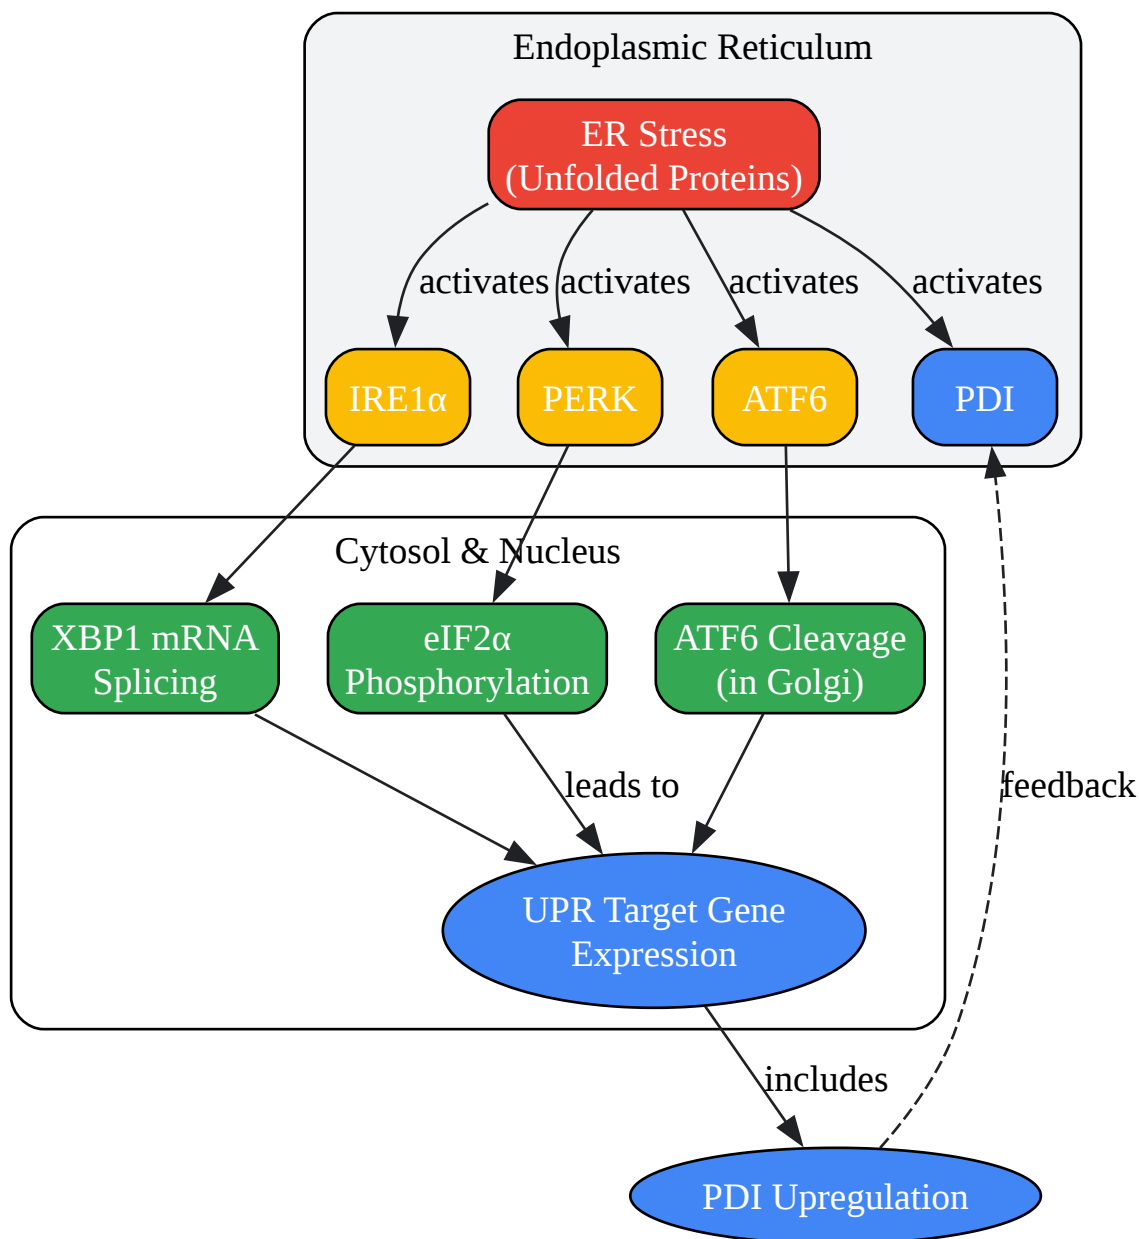 Endoplasmic Reticulum
ER Stress
(Unfolded Proteins)
activates
activates
activates
activates
IRE1α
PERK
ATF6
PDI
Cytosol & Nucleus
XBP1 mRNA
Splicing
eIF2α
Phosphorylation
ATF6 Cleavage
(in Golgi)
leads to
feedback
UPR Target Gene
Expression
includes
PDI Upregulation